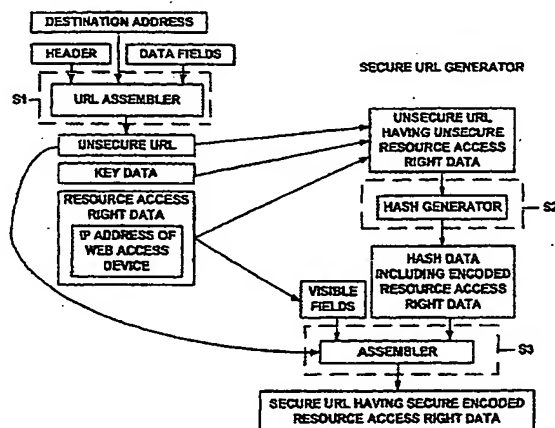 DESTINATION ADDRESS
HEADER
DATA FIELDS
SECURE URL GENERATOR
S1
URL ASSEMBLER
UNSECURE URL
KEY DATA
RESOURCE ACCESS
RIGHT DATA
IP ADDRESS OF
WEB ACCESS
DEVICE
UNSECURE URL
HAVING UNSECURE
RESOURCE ACCESS
RIGHT DATA
HASH GENERATOR
S2
HASH DATA
INCLUDING ENCODED
RESOURCE ACCESS
RIGHT DATA
VISIBLE
FIELDS
ASSEMBLER
S3
SECURE URL HAVING SECURE ENCODED
RESOURCE ACCESS RIGHT DATA